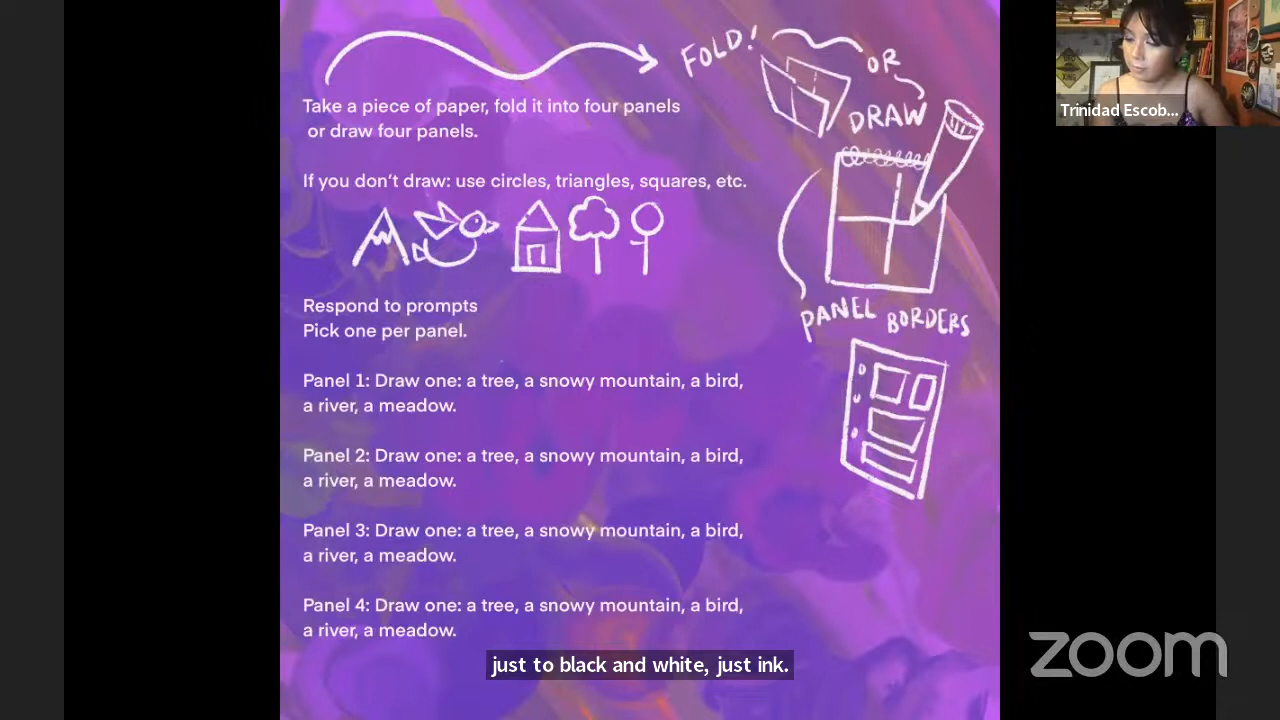 FOLD! OR
DRAW
Take a piece of paper, fold it into four panels
or draw four panels.
If you don't draw: use circles, triangles, squares, etc.
PANEL BORDERS
Respond to prompts
Pick one per panel.
Panel 1: Draw one: a tree, a snowy mountain, a bird,
a river, a meadow.
Panel 2: Draw one: a tree, a snowy mountain, a bird,
a river, a meadow.
Panel 3: Draw one: a tree, a snowy mountain, a bird,
a river, a meadow.
Panel 4: Draw one: a tree, a snowy mountain, a bird,
a river, a meadow.
just to black and white, just ink.
Trinidad Escob...
XING
zoom